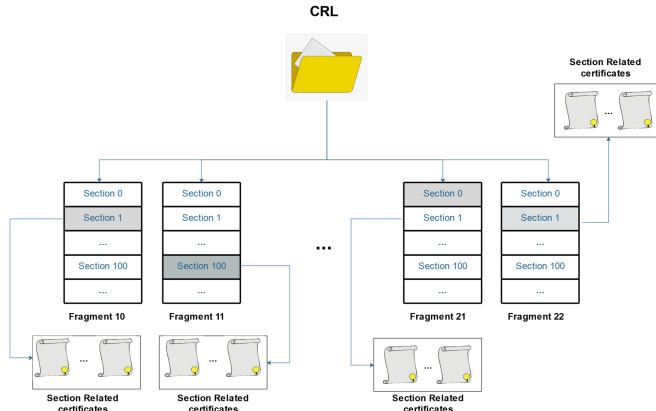 CRL
Section Related
certificates
...
Section 0
Section 1
...
Section 100
...
Fragment 10
Section 0
Section 1
...
Section 100
...
Fragment 11
...
Section 0
Section 1
...
Section 100
...
Fragment 21
Section 0
Section 1
...
Section 100
...
Fragment 22
...
Section Related
certificates
...
Section Related
certificates
...
Section Related
certificates